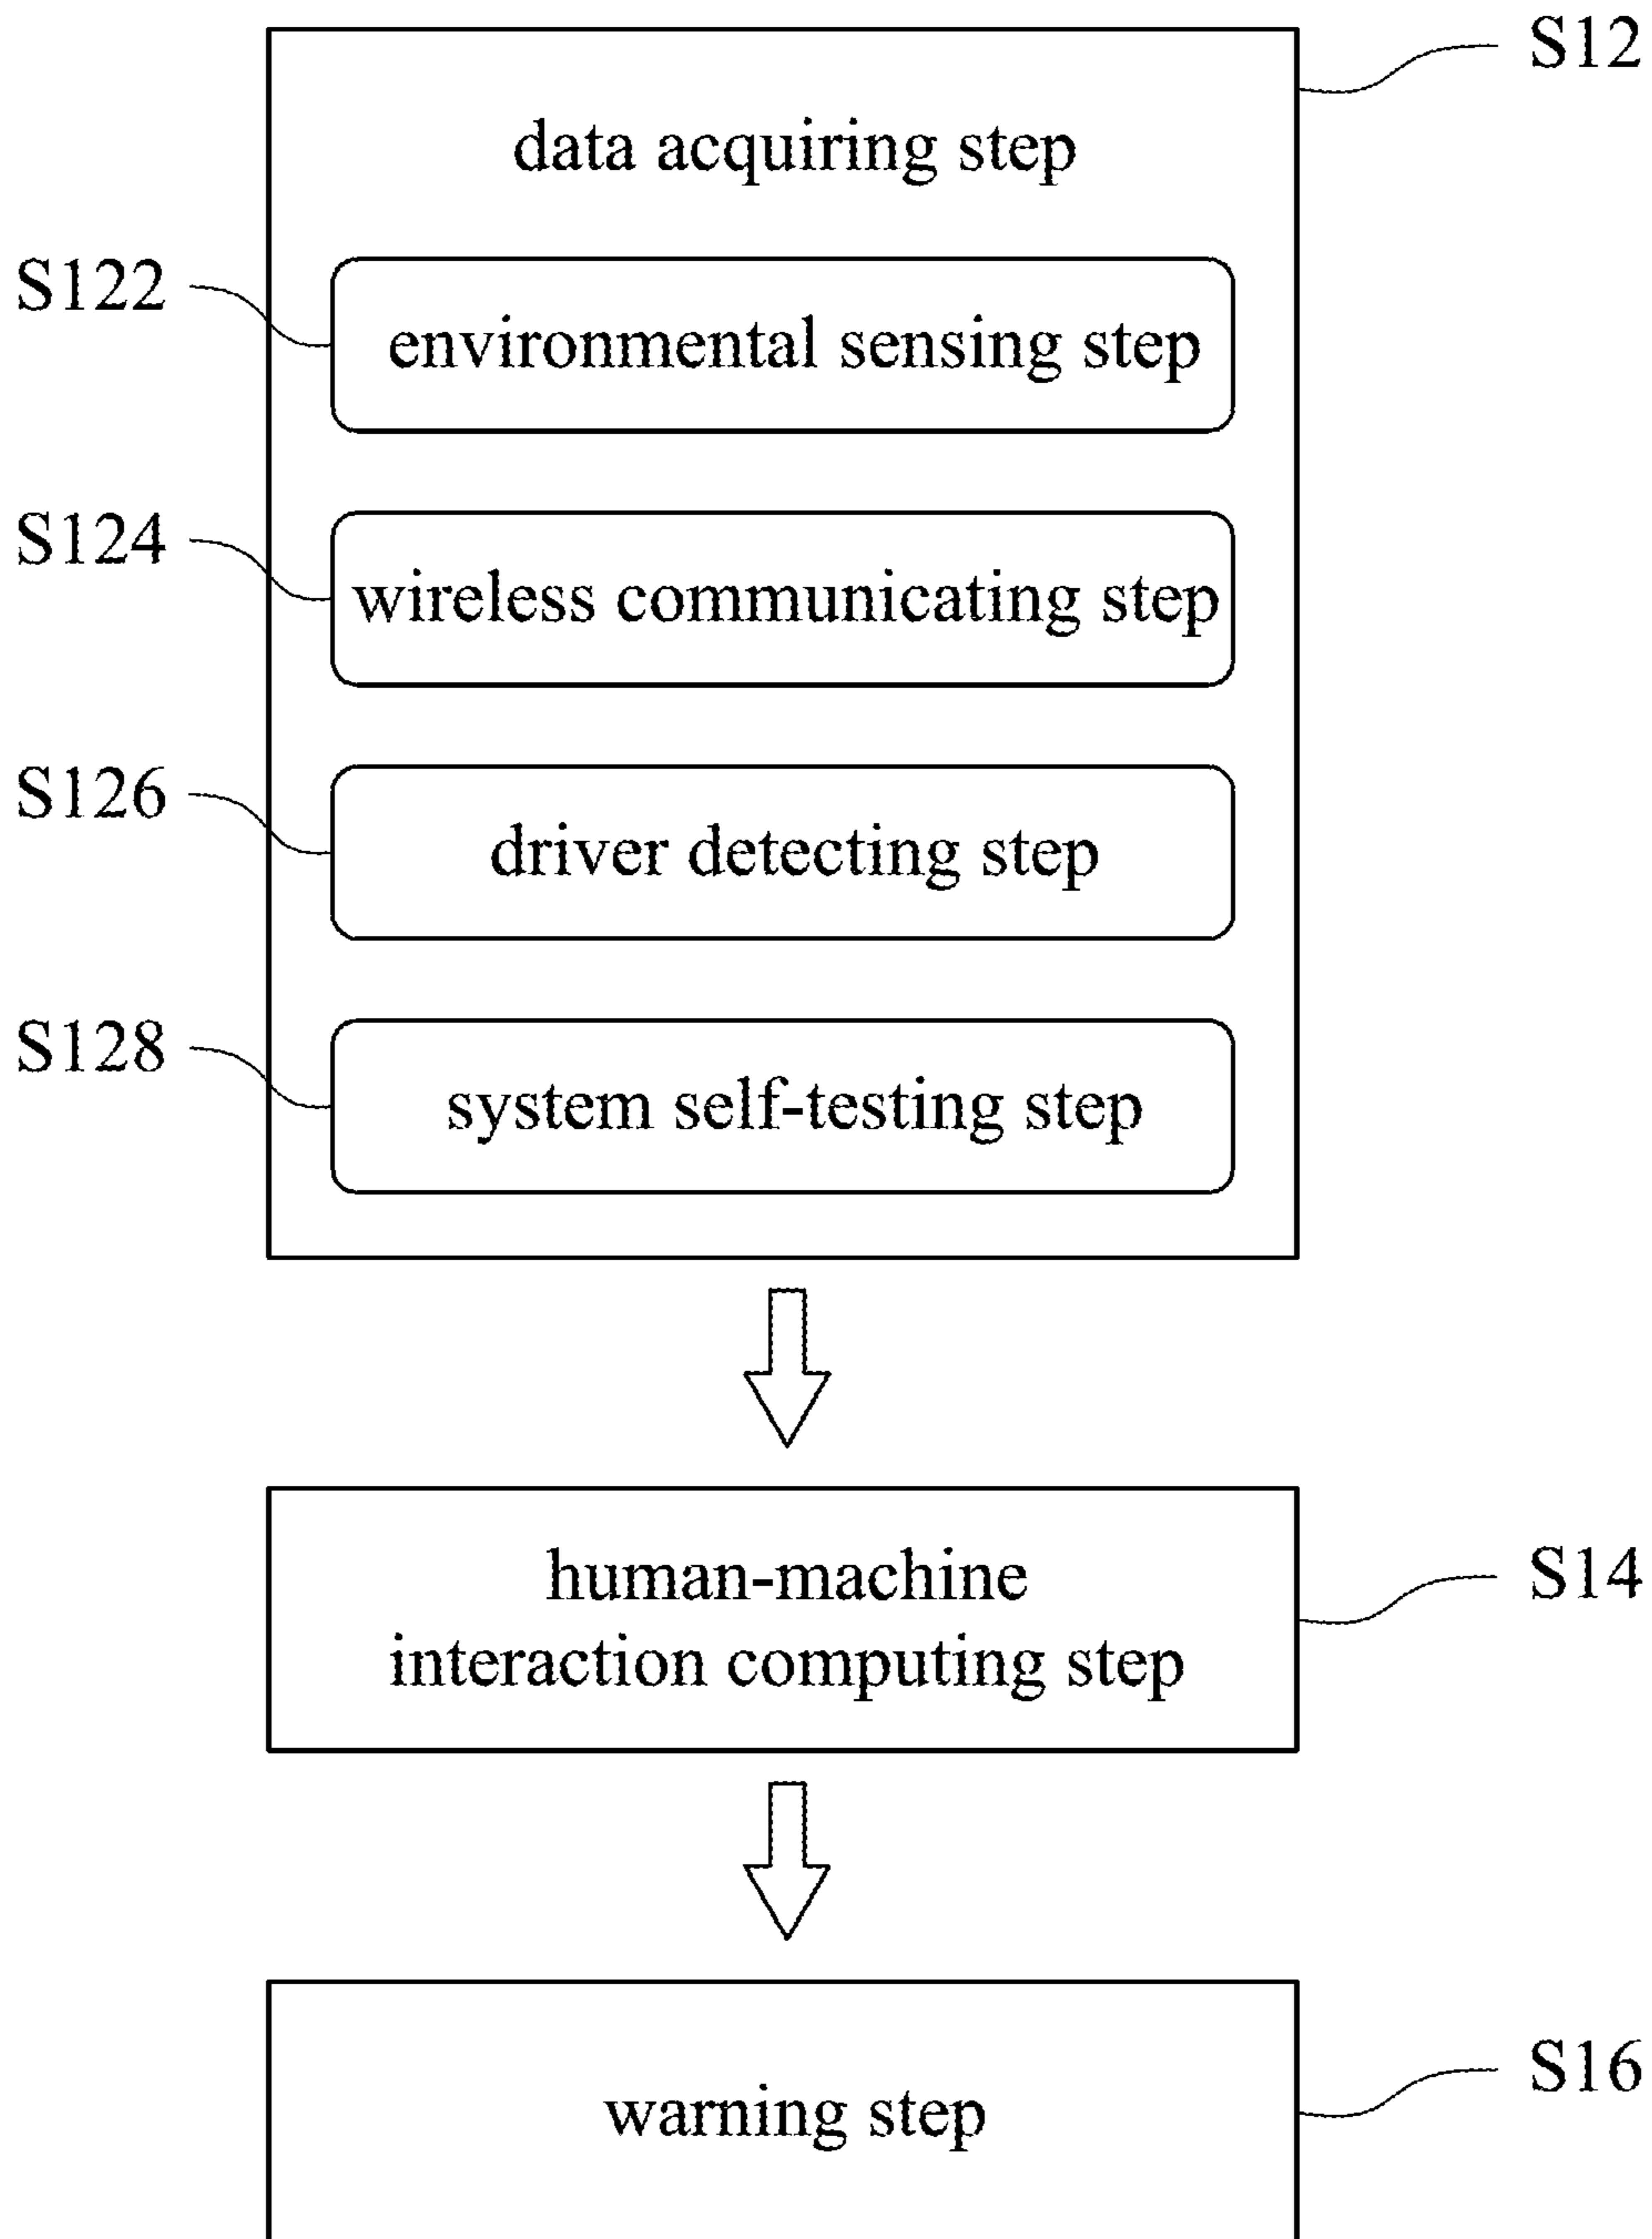 S12
data acquiring step
S122
environmental sensing step
S124
wireless communicating step
S126
driver detecting step
S128
system self-testing step
human-machine
interaction computing step
S14
warning step
S16